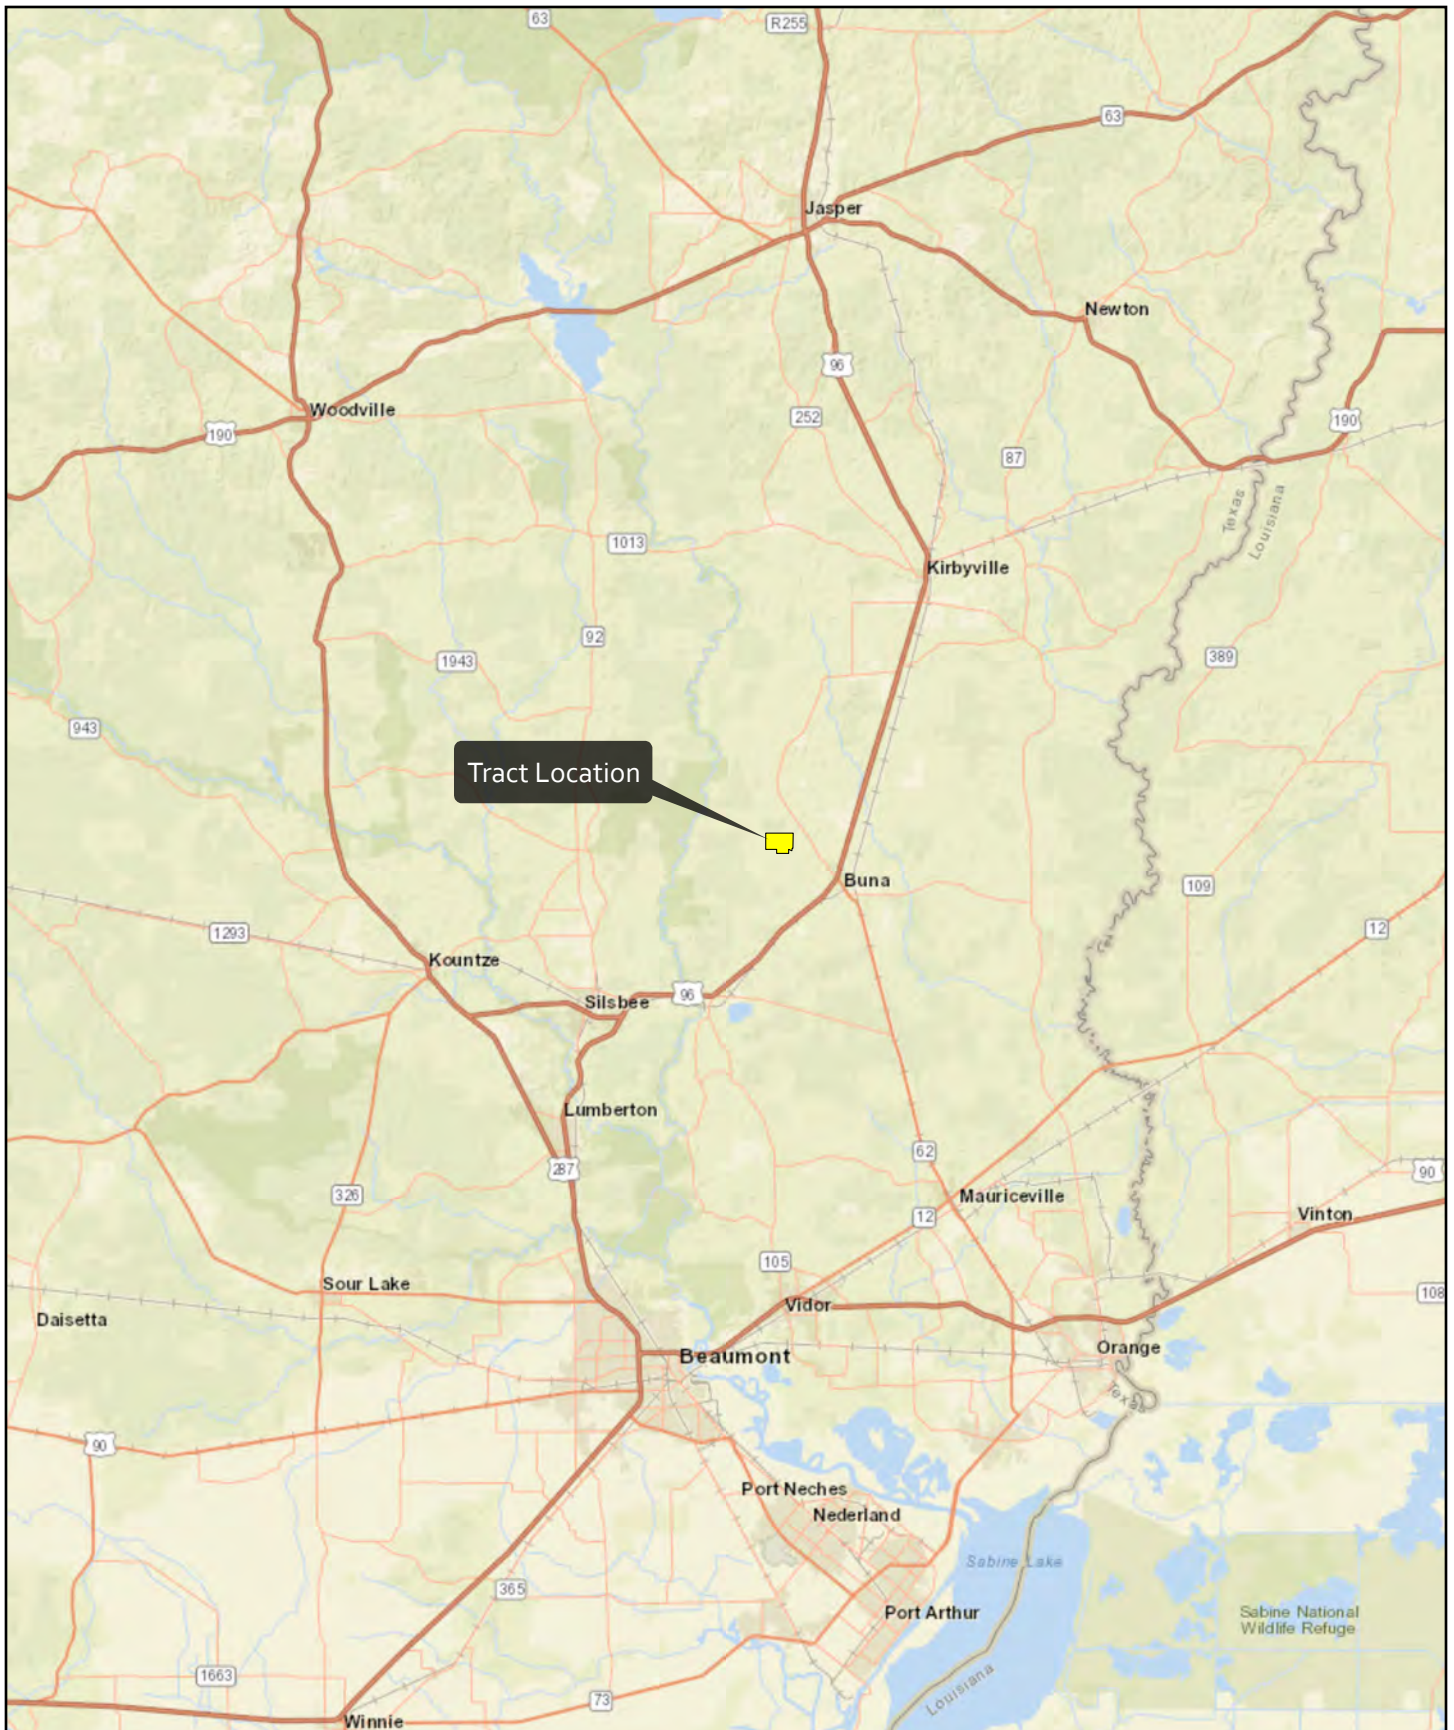 63
R255
63
Jasper
Newton
96
Woodville
252
190
190
87
Texas
Louisiana
1013
Kirbyville
92
1943
389
943
Tract Location
Buna
109
12
1293
Kountze
Silsbee
96
Lumberton
62
287
90
326
Mauriceville
12
Vinton
105
Sour Lake
108
Vidor
Daisetta
Orange
Beaumont
Texas
90
Port Neches
Nederland
Sabine Lake
365
Port Arthur
Sabine National
Wildlife Refuge
1663
Louisiana
73
Winnie